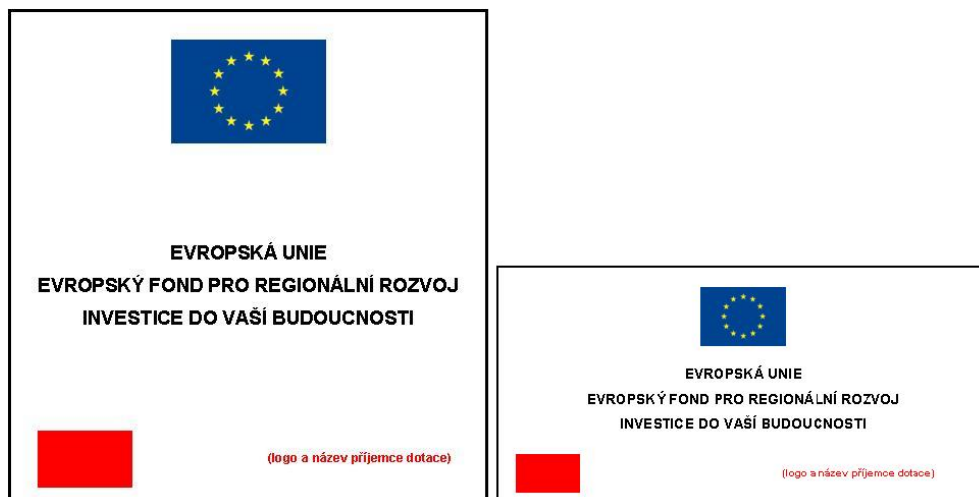 EVROPSKÁ UNIE
EVROPSKÝ FOND PRO REGIONÁLNÍ ROZVOJ
INVESTICE DO VAŠÍ BUDOUCNOSTI
(logo a název příjemce dotace)
EVROPSKÁ UNIE
EVROPSKÝ FOND PRO REGIONÁLNÍ ROZVOJ
INVESTICE DO VAŠÍ BUDOUCNOSTI
(logo a název příjemce dotace)